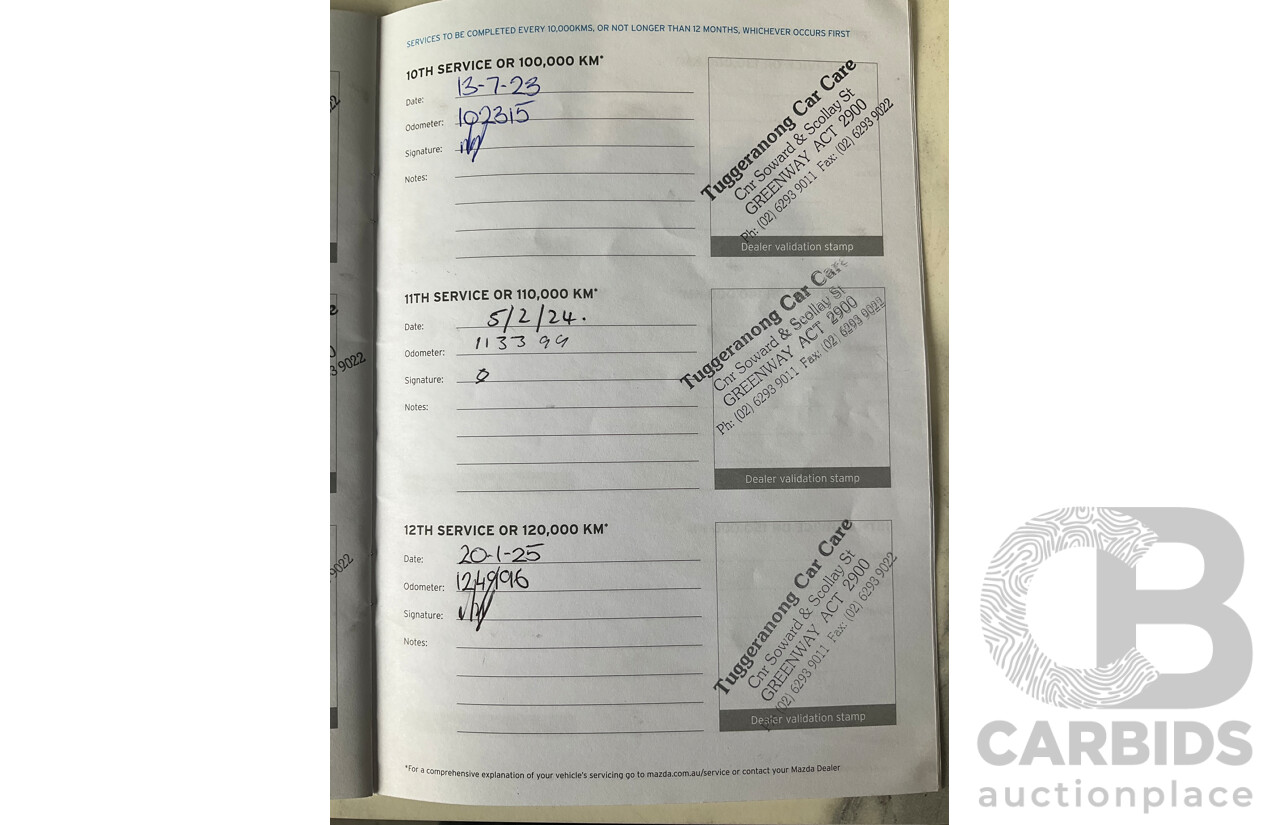 SERVICES TO BE COMPLETED EVERY 10,000KMS, OR NOT LONGER THAN 12 MONTHS, WHICHEVER OCCURS FIRST
10TH SERVICE OR 100,000 KM*
Date: 13-7-23
Odometer: 102315
Signature:
Notes:
Tuggeranong Car Care
Cnr Soward & Scollay St
GREENWAY ACT 2900
Ph: (02) 6293 9011 Fax: (02) 6293 9022
Dealer validation stamp
11TH SERVICE OR 110,000 KM*
Date: 5/2/24.
Odometer: 113399
Signature:
Notes:
Tuggeranong Car Care
Cnr Soward & Scollay St
GREENWAY ACT 2900
Ph: (02) 6293 9011 Fax: (02) 6293 9022
Dealer validation stamp
12TH SERVICE OR 120,000 KM*
Date: 20-1-25
Odometer: 124996
Signature:
Notes:
Tuggeranong Car Care
Cnr Soward & Scollay St
GREENWAY ACT 2900
(02) 6293 9011 Fax: (02) 6293 9022
Dealer validation stamp
*For a comprehensive explanation of your vehicle's servicing go to mazda.com.au/service or contact your Mazda Dealer
3 9022
9022
CB
CARBIDS
auctionplace